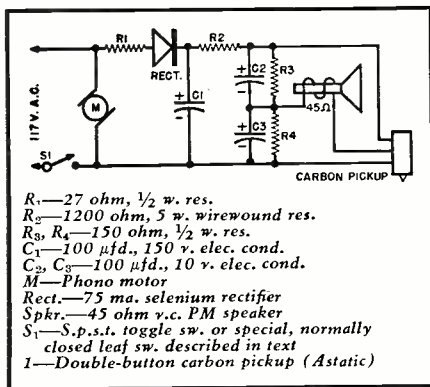 R1
RECT.
R2
C1
C2
R3
C3
R4
45Ω
M
117V. A.C.
S1
CARBON PICKUP
R₁—27 ohm, ½ w. res.
R₂—1200 ohm, 5 w. wirewound res.
R₃, R₄—150 ohm, ½ w. res.
C₁—100 µfd., 150 v. elec. cond.
C₂, C₃—100 µfd., 10 v. elec. cond.
M—Phono motor
Rect.—75 ma. selenium rectifier
Spkr.—45 ohm v.c. PM speaker
S₁—S.p.s.t. toggle sw. or special, normally
closed leaf sw. described in text
1—Double-button carbon pickup (Astatic)